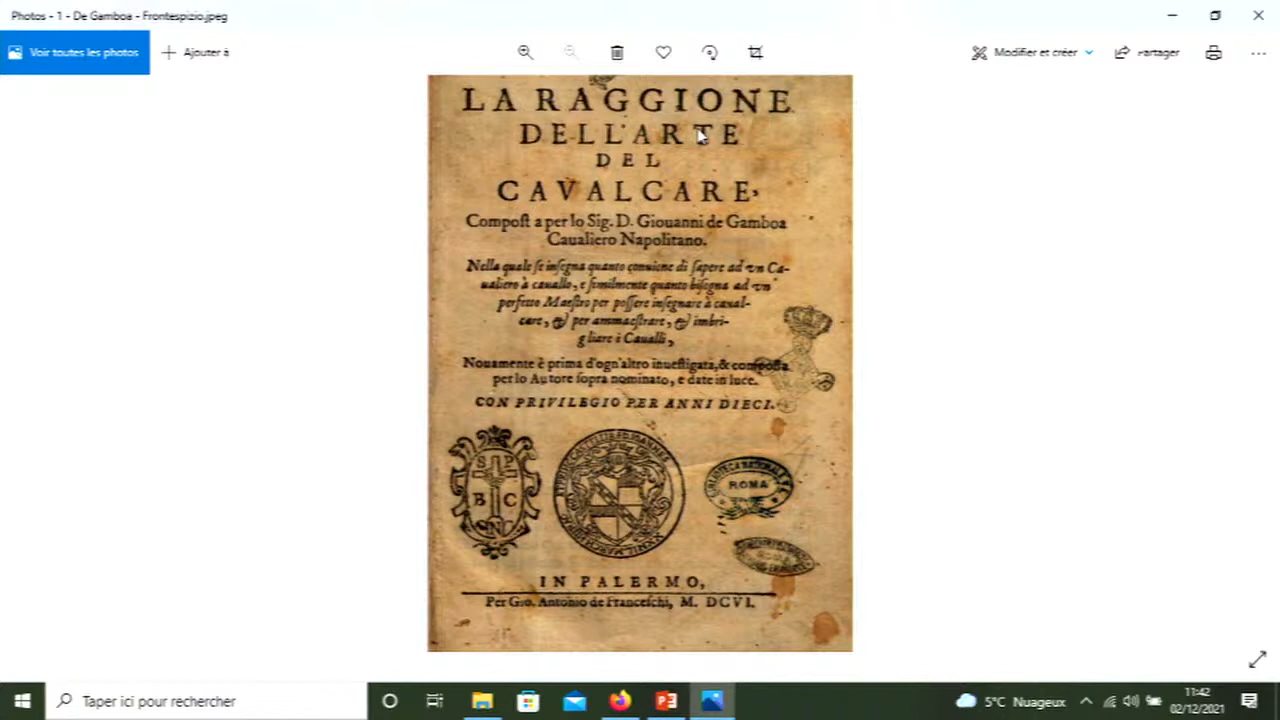 Photos - 1 - De Gamboa - Frontespizio.jpeg
Voir toutes les photos
Ajouter à
Modifier et créer
Partager
LA RAGGIONE
DELL'ARTE
DEL
CAVALCARE,
Compoſt a per lo Sig. D. Giouanni de Gamboa
Caualiero Napolitano.
Nella quale ſe inſegna quanto conuiene di ſapere ad vn Ca-
ualiero à cauallo, e ſimilmente quanto biſogna ad vn
perfetto Maeſtro per poſſere inſegnare à caual-
care, & per ammaeſtrare, & imbri-
gliare i Caualli,
Nouamente è prima d'ogn'altro inueſtigata, & compoſta
per lo Autore ſopra nominato, e date in luce.
CON PRIVILEGIO PER ANNI DIECI.
S P
B C
ROMA
IN PALERMO,
Per Gio. Antonio de Franceſchi, M. DCVI.
Taper ici pour rechercher
5°C Nuageux
11:42
02/12/2021